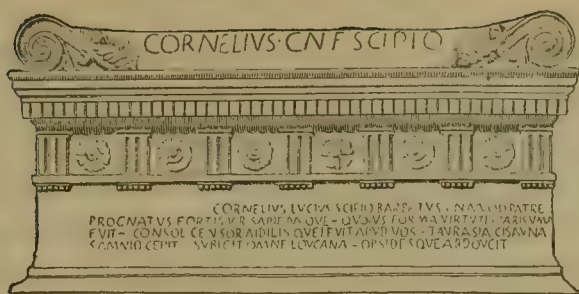 CORNELIVS·CN·F·SCIPIO
CORNELIVS LVCIVS SCIPIO BARBATVS GNAIVOD PATRE
PROGNATVS FORTIS VIR SAPIENSQVE – QVOIVS FORMA VIRTVTEI PARISVMA
FVIT – CONSOL CENSOR AIDILIS QVEI FVIT APVD VOS – TAVRASIA CISAVNA
SAMNIO CEPIT – SVBIGIT OMNE LOVCANA – OPSIDESQVE ABDOVCIT